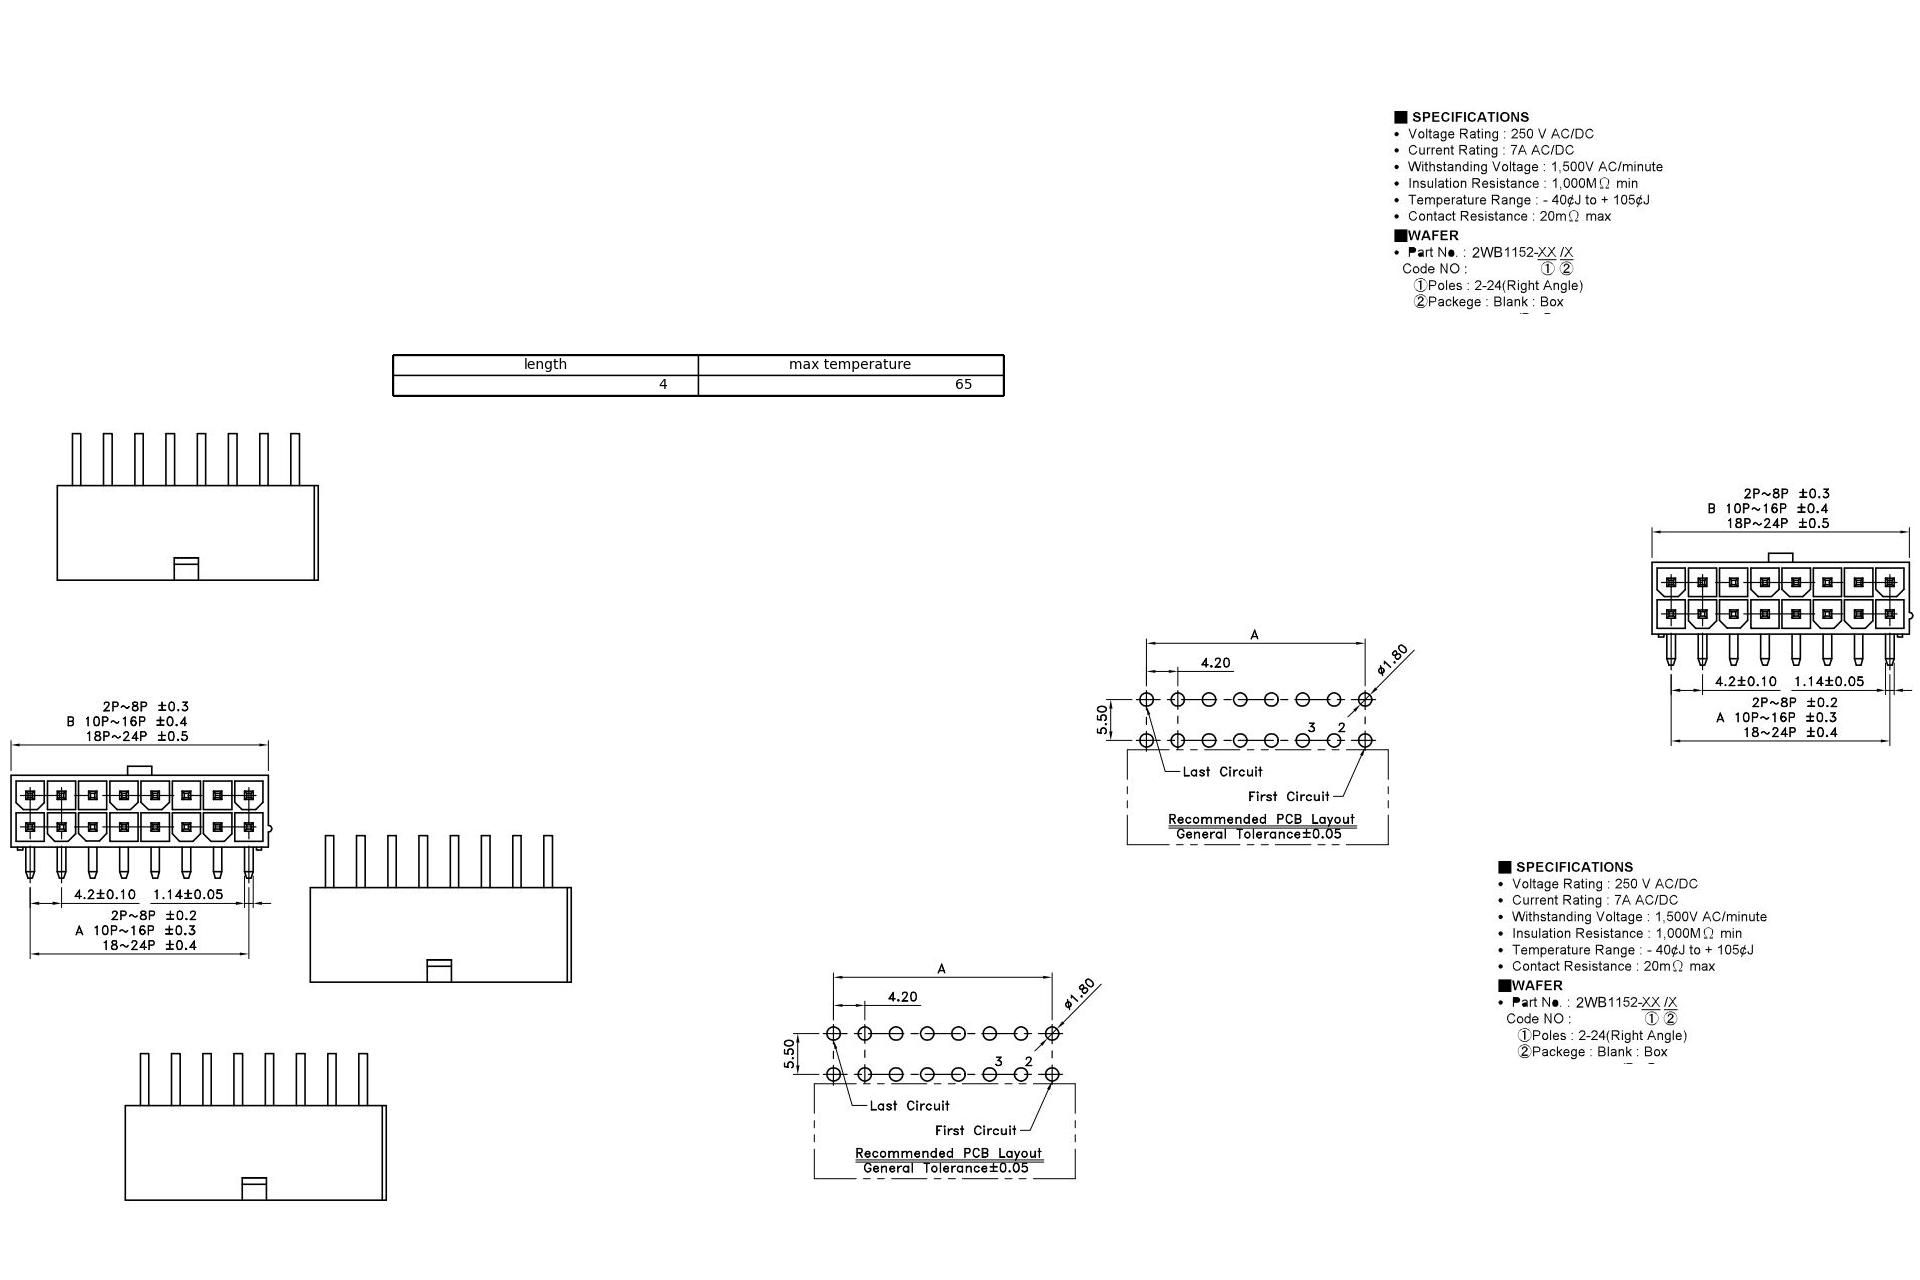 ■ SPECIFICATIONS
• Voltage Rating : 250 V AC/DC
• Current Rating : 7A AC/DC
• Withstanding Voltage : 1,500V AC/minute
• Insulation Resistance : 1,000MΩ min
• Temperature Range : - 40¢J to + 105¢J
• Contact Resistance : 20mΩ max
■WAFER
• Part No. : 2WB1152-XX /X
Code NO : ① ②
①Poles : 2-24(Right Angle)
②Packege : Blank : Box
length max temperature
4 65
2P~8P ±0.3
B 10P~16P ±0.4
18P~24P ±0.5
4.2±0.10 1.14±0.05
2P~8P ±0.2
A 10P~16P ±0.3
18~24P ±0.4
A
4.20
ø1.80
5.50
3 2
Last Circuit
First Circuit
Recommended PCB Layout
General Tolerance±0.05
2P~8P ±0.3
B 10P~16P ±0.4
18P~24P ±0.5
4.2±0.10 1.14±0.05
2P~8P ±0.2
A 10P~16P ±0.3
18~24P ±0.4
■ SPECIFICATIONS
• Voltage Rating : 250 V AC/DC
• Current Rating : 7A AC/DC
• Withstanding Voltage : 1,500V AC/minute
• Insulation Resistance : 1,000MΩ min
• Temperature Range : - 40¢J to + 105¢J
• Contact Resistance : 20mΩ max
■WAFER
• Part No. : 2WB1152-XX /X
Code NO : ① ②
①Poles : 2-24(Right Angle)
②Packege : Blank : Box
A
4.20
ø1.80
5.50
3 2
Last Circuit
First Circuit
Recommended PCB Layout
General Tolerance±0.05